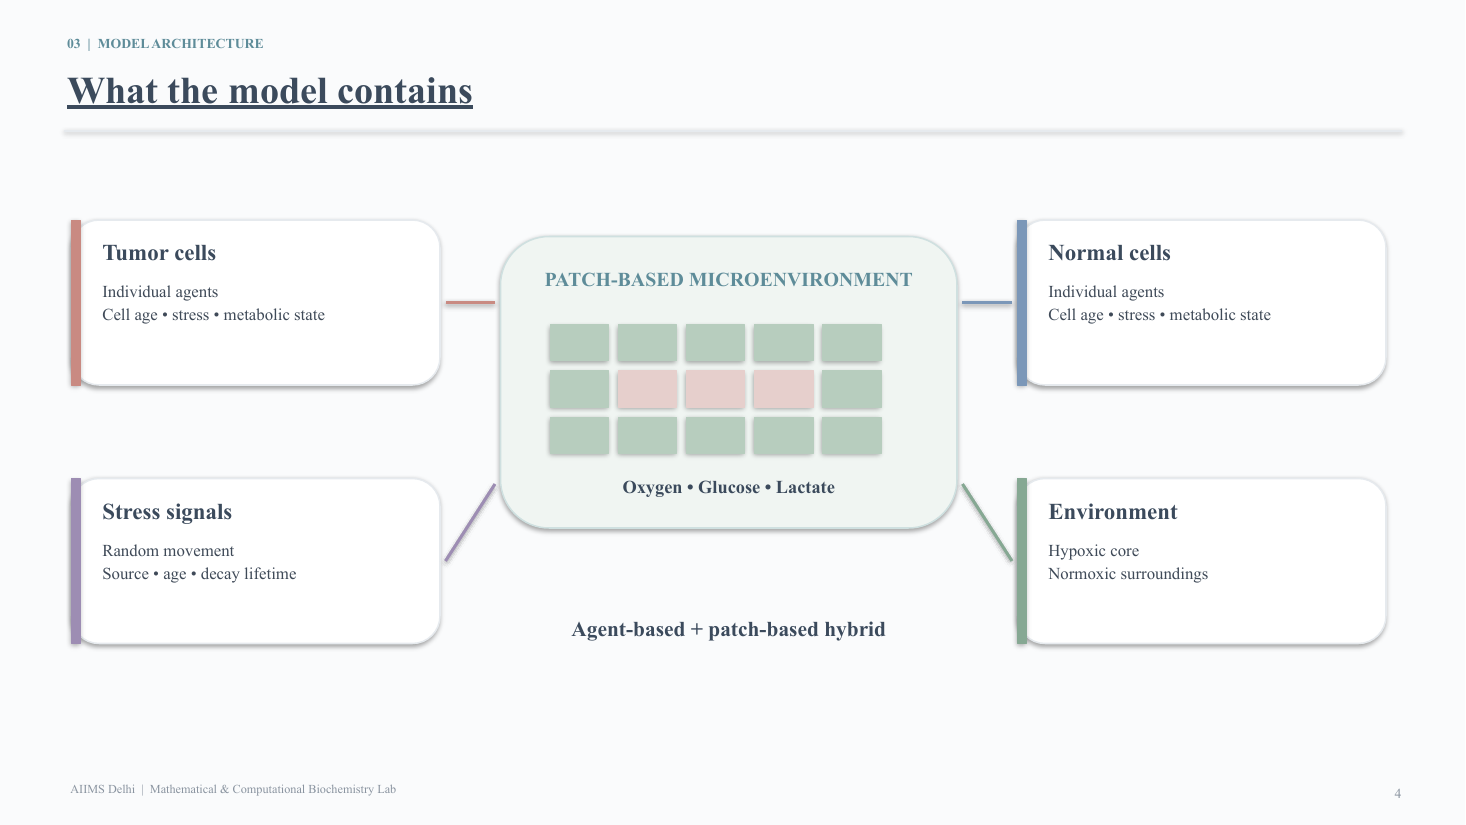 03 | MODEL ARCHITECTURE
What the model contains
Tumor cells
Individual agents
Cell age • stress • metabolic state
PATCH-BASED MICROENVIRONMENT
Oxygen • Glucose • Lactate
Normal cells
Individual agents
Cell age • stress • metabolic state
Stress signals
Random movement
Source • age • decay lifetime
Environment
Hypoxic core
Normoxic surroundings
Agent-based + patch-based hybrid
AIIMS Delhi | Mathematical & Computational Biochemistry Lab
4